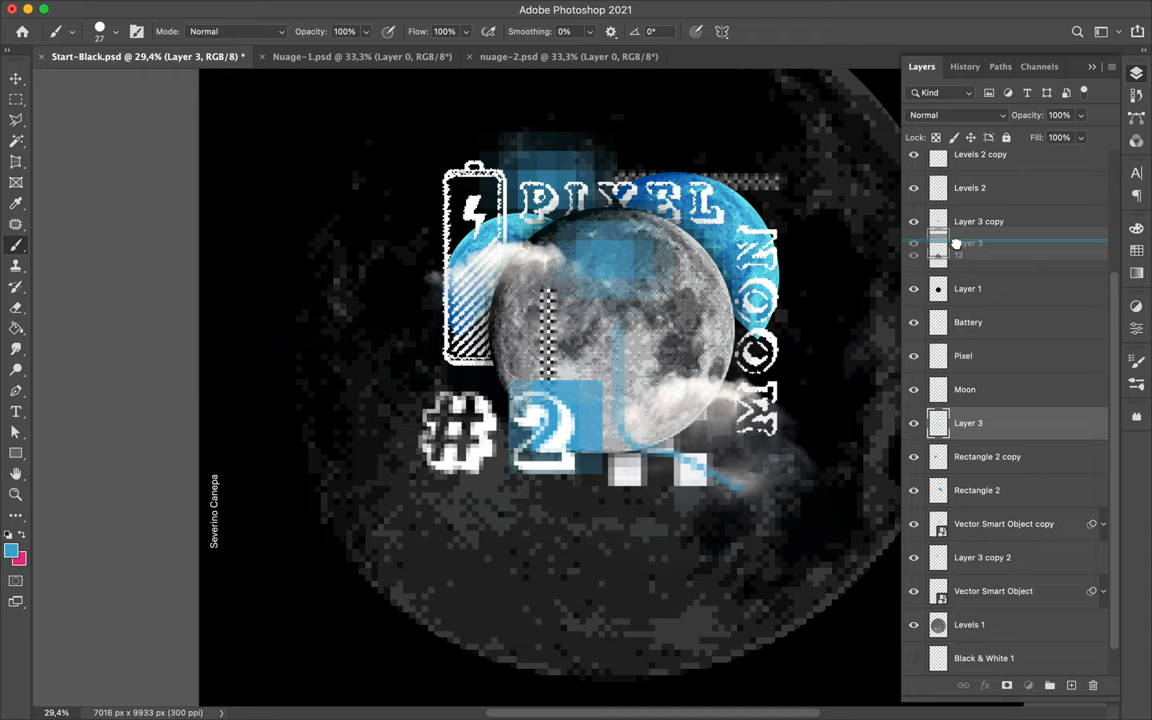 Adobe Photoshop 2021
27
Mode: Normal
Opacity: 100%
Flow: 100%
Smoothing: 0%
0°
Start-Black.psd @ 29,4% (Layer 3, RGB/8) *
Nuage-1.psd @ 33,3% (Layer 0, RGB/8*)
nuage-2.psd @ 33,3% (Layer 0, RGB/8*)
Layers
History
Paths
Channels
Kind
Normal
Opacity: 100%
Lock:
Fill: 100%
Levels 2 copy
Levels 2
Layer 3 copy
Layer 3
12
Layer 1
Battery
Pixel
Moon
Layer 3
Rectangle 2 copy
Rectangle 2
Vector Smart Object copy
Layer 3 copy 2
Vector Smart Object
Levels 1
Black & White 1
PIXEL
MOON
#2
Severino Canepa
29,4%
7016 px x 9933 px (300 ppi)